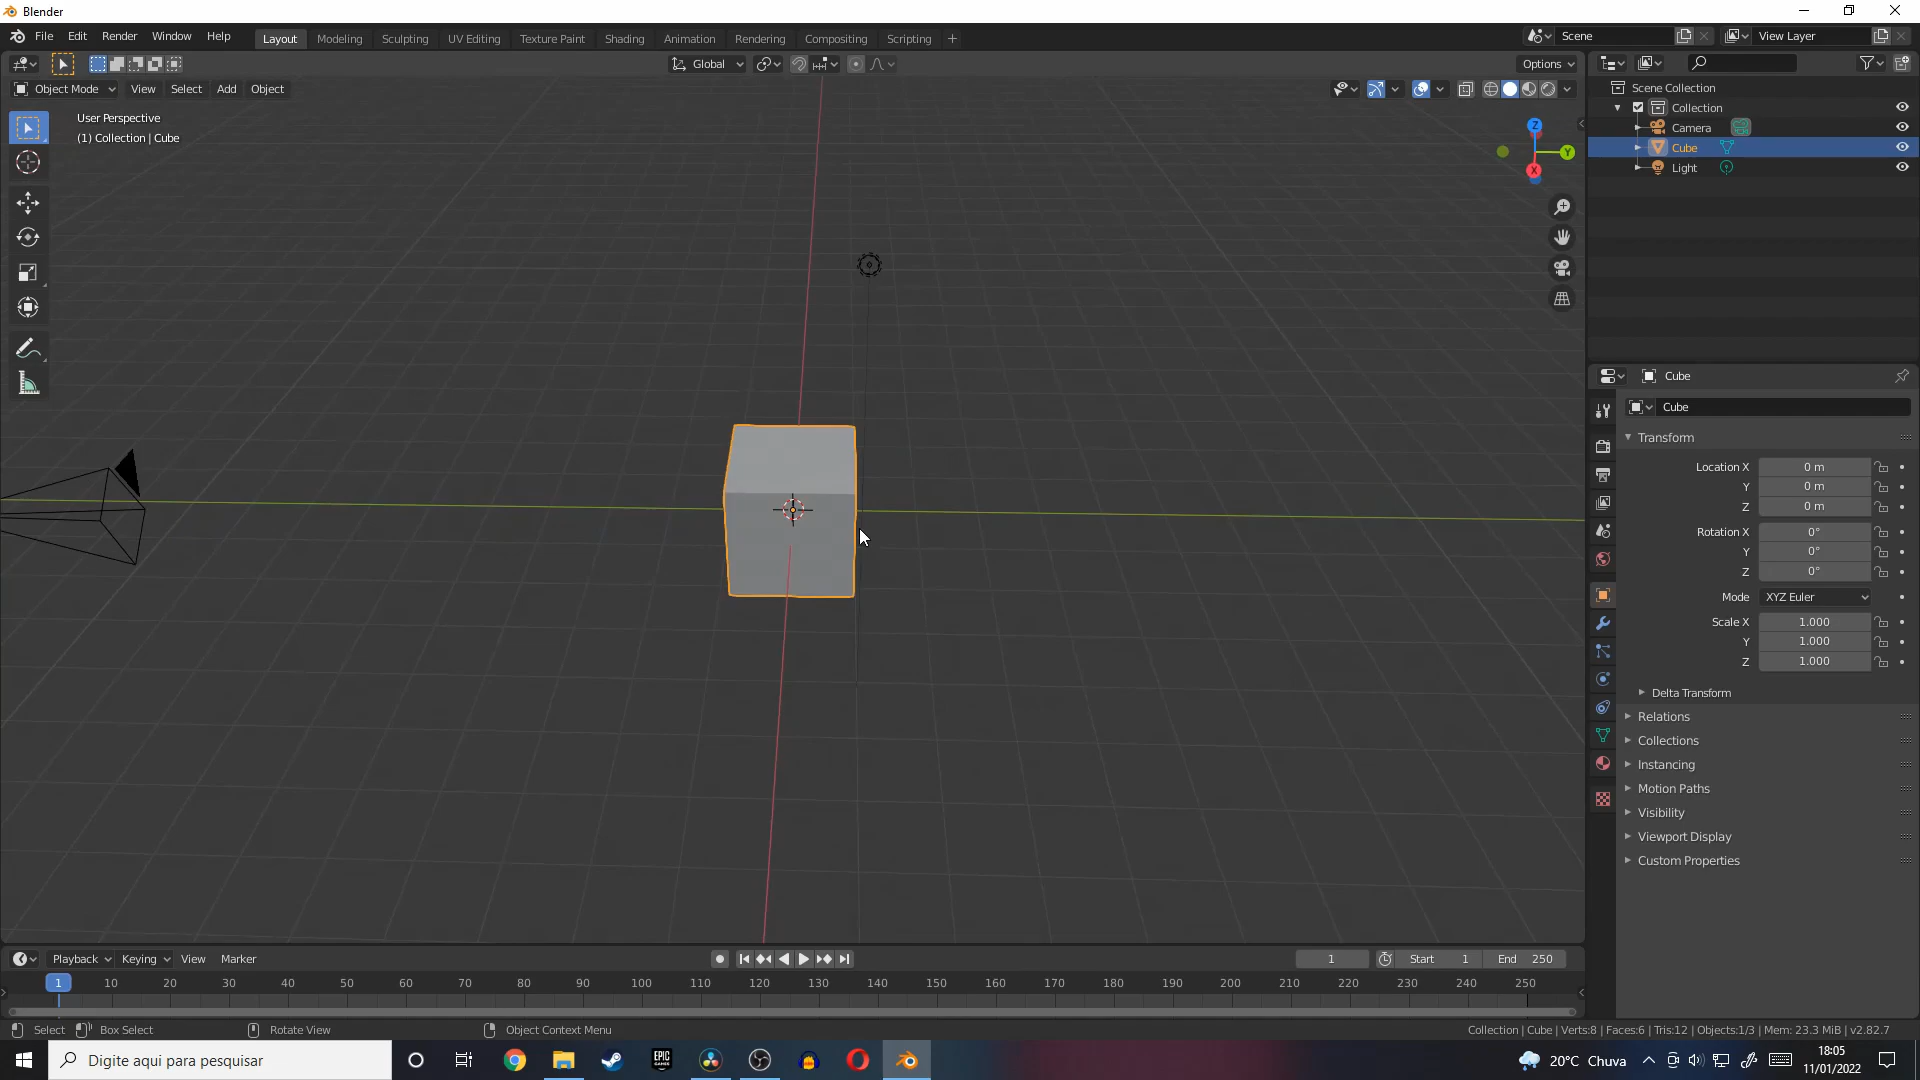 Blender
File Edit Render Window Help Layout Modeling Sculpting UV Editing Texture Paint Shading Animation Rendering Compositing Scripting + Scene View Layer
Global Options
Object Mode View Select Add Object
User Perspective
(1) Collection | Cube
Z
Y
X
Scene Collection
Collection
Camera
Cube
Light
Cube
Cube
Transform
Location X 0 m
Y 0 m
Z 0 m
Rotation X 0°
Y 0°
Z 0°
Mode XYZ Euler
Scale X 1.000
Y 1.000
Z 1.000
Delta Transform
Relations
Collections
Instancing
Motion Paths
Visibility
Viewport Display
Custom Properties
Playback Keying View Marker 1 Start 1 End 250
1 10 20 30 40 50 60 70 80 90 100 110 120 130 140 150 160 170 180 190 200 210 220 230 240 250
Select Box Select Rotate View Object Context Menu Collection | Cube | Verts:8 | Faces:6 | Tris:12 | Objects:1/3 | Mem: 23.3 MiB | v2.82.7
Digite aqui para pesquisar EPIC GAMES 20°C Chuva 18:05
11/01/2022